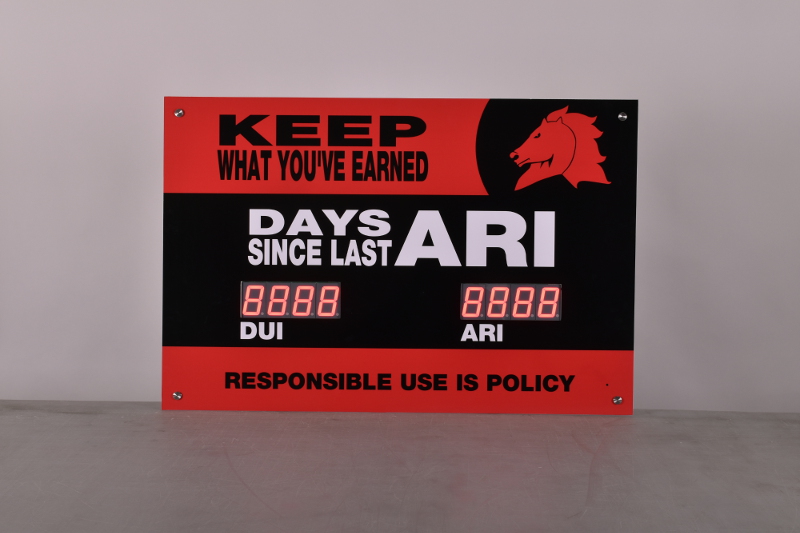 KEEP
WHAT YOU'VE EARNED
DAYS
SINCE LAST ARI
8888 8888
DUI ARI
RESPONSIBLE USE IS POLICY